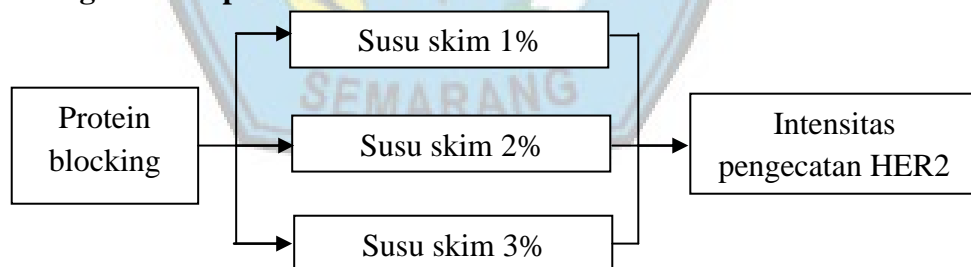 Susu skim 1%
SEMARANG
Protein
blocking
Susu skim 2%
Intensitas
pengecatan HER2
Susu skim 3%